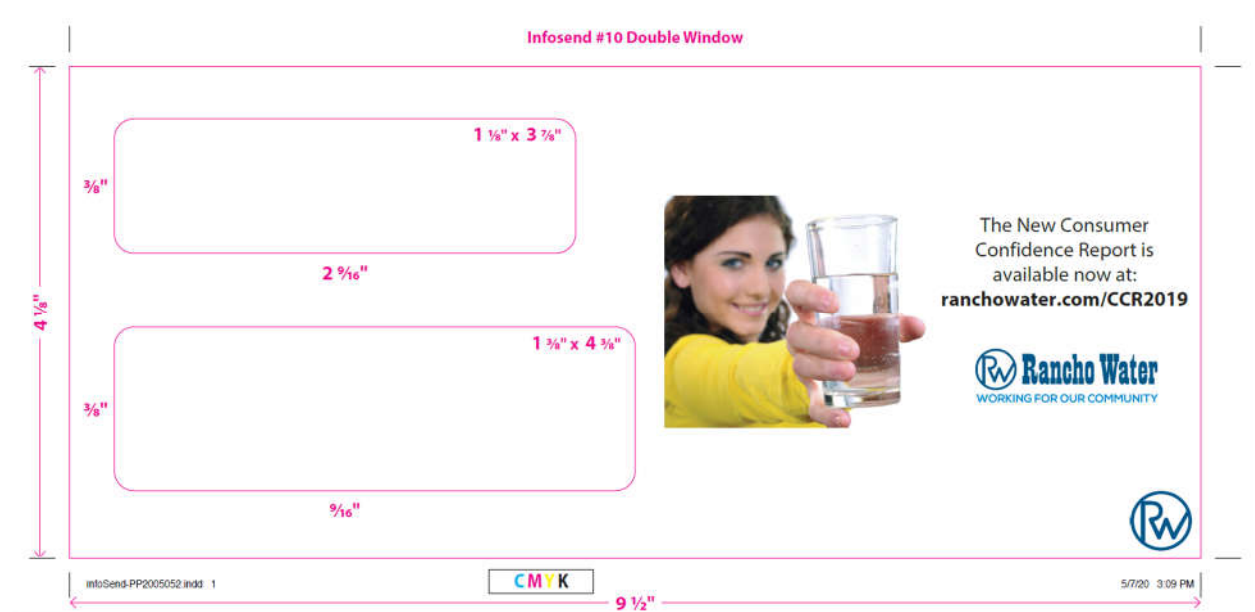 Infosend #10 Double Window
1 ⅛" x 3 ⅞"
⅜"
2 9⁄16"
4 ⅛"
1 ⅜" x 4 ⅜"
⅜"
9⁄16"
The New Consumer
Confidence Report is
available now at:
ranchowater.com/CCR2019
RW Rancho Water
WORKING FOR OUR COMMUNITY
RW
infoSend-PP2005052.indd 1
CMYK
5/7/20 3:09 PM
9 ½"